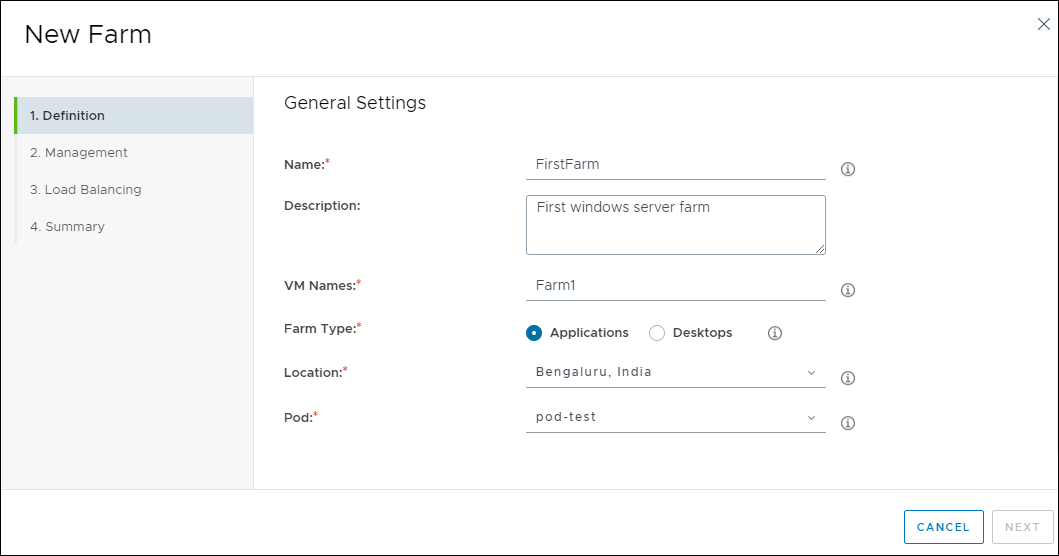 New Farm
1. Definition
2. Management
3. Load Balancing
4. Summary
General Settings
Name:* FirstFarm
Description: First windows server farm
VM Names:* Farm1
Farm Type:* Applications Desktops
Location:* Bengaluru, India
Pod:* pod-test
CANCEL NEXT